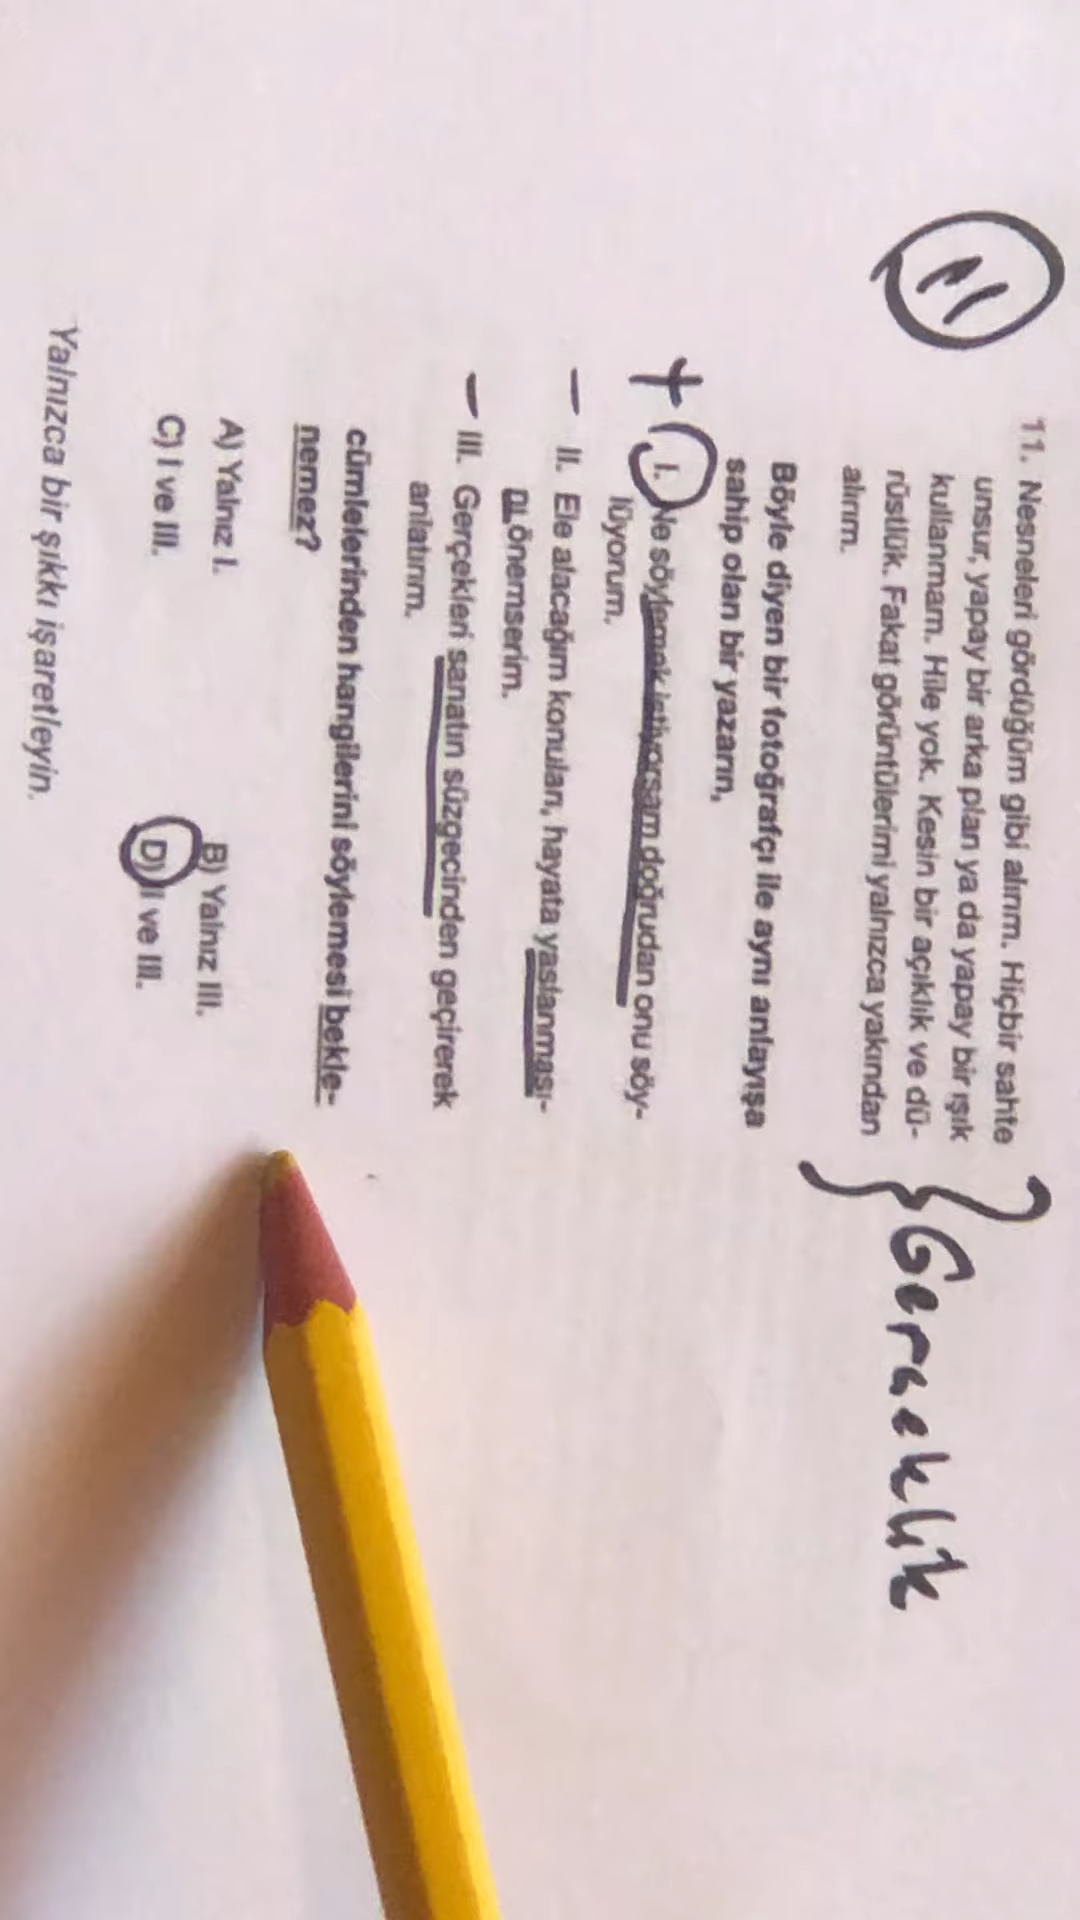 11. Nesneleri gördüğüm gibi alırım. Hiçbir sahte
unsur, yapay bir arka plan ya da yapay bir ışık
kullanmam. Hile yok. Kesin bir açıklık ve dü-
rüstlük. Fakat görüntülerimi yalnızca yakından
alırım.
Gerçeklik
Böyle diyen bir fotoğrafçı ile aynı anlayışa
sahip olan bir yazarın,
+ I. Ne söylemek istiyorsam doğrudan onu söy-
lüyorum.
– II. Ele alacağım konuları, hayata yaslanması-
nı önemserim.
– III. Gerçekleri sanatın süzgecinden geçirerek
anlatırım.
cümlelerinden hangilerini söylemesi bekle-
nemez?
A) Yalnız I. B) Yalnız III.
C) I ve III. D) II ve III.
Yalnızca bir şıkkı işaretleyin.